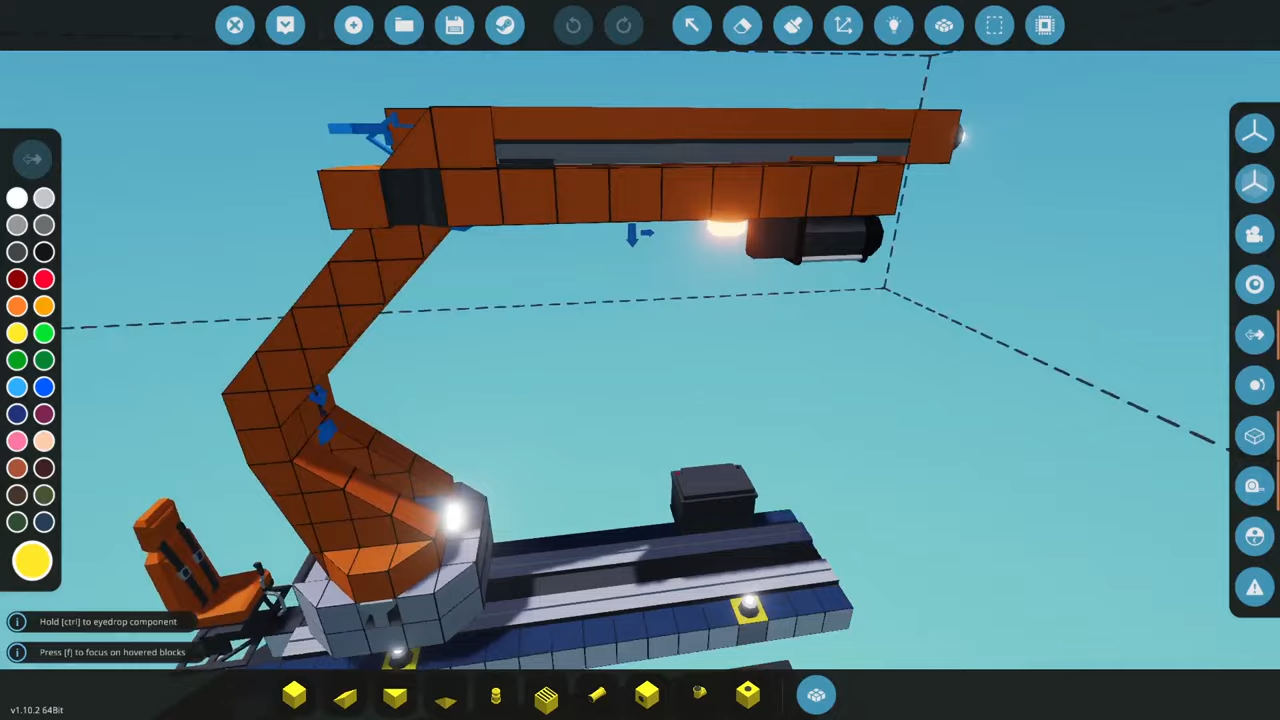 Hold [ctrl] to eyedrop component
Press [f] to focus on hovered blocks
v1.10.2 64Bit